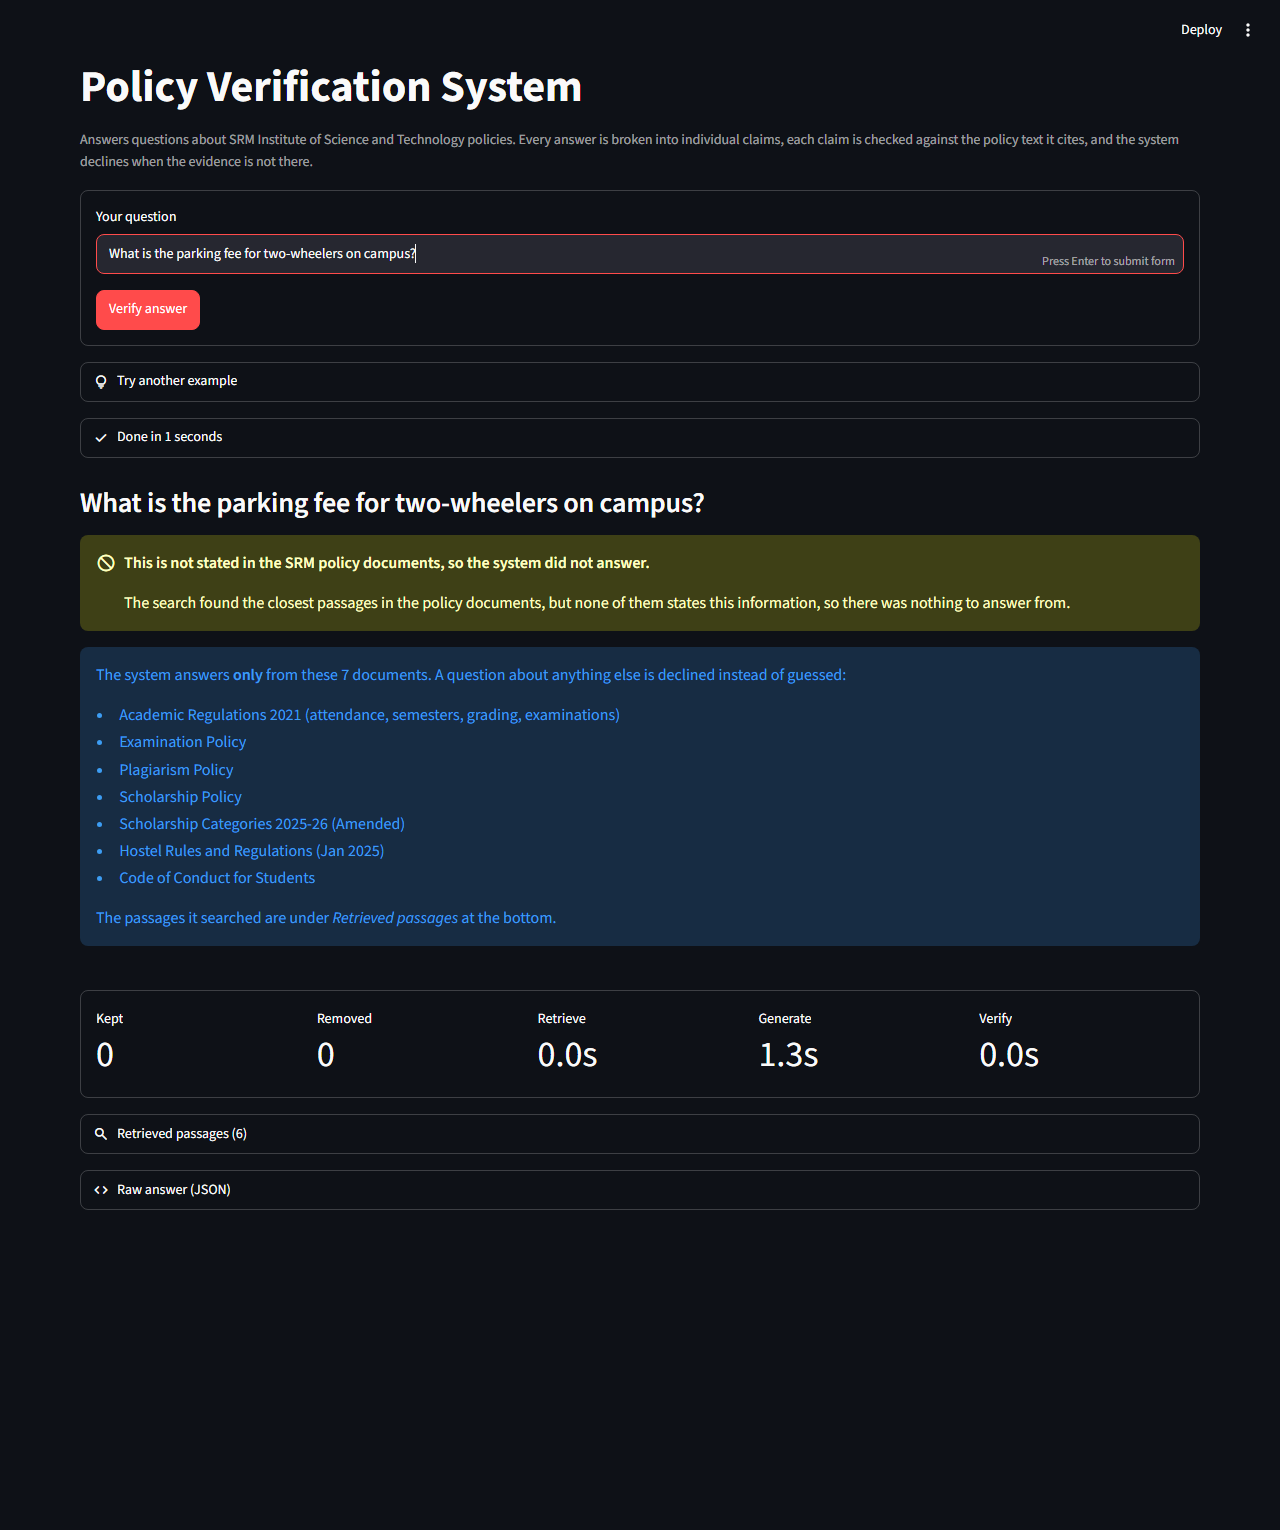 Deploy
Policy Verification System
Answers questions about SRM Institute of Science and Technology policies. Every answer is broken into individual claims, each claim is checked against the policy text it cites, and the system
declines when the evidence is not there.
Your question
What is the parking fee for two-wheelers on campus?
Press Enter to submit form
Verify answer
Try another example
Done in 1 seconds
What is the parking fee for two-wheelers on campus?
This is not stated in the SRM policy documents, so the system did not answer.
The search found the closest passages in the policy documents, but none of them states this information, so there was nothing to answer from.
The system answers only from these 7 documents. A question about anything else is declined instead of guessed:
• Academic Regulations 2021 (attendance, semesters, grading, examinations)
• Examination Policy
• Plagiarism Policy
• Scholarship Policy
• Scholarship Categories 2025-26 (Amended)
• Hostel Rules and Regulations (Jan 2025)
• Code of Conduct for Students
The passages it searched are under Retrieved passages at the bottom.
Kept Removed Retrieve Generate Verify
0 0 0.0s 1.3s 0.0s
Retrieved passages (6)
Raw answer (JSON)